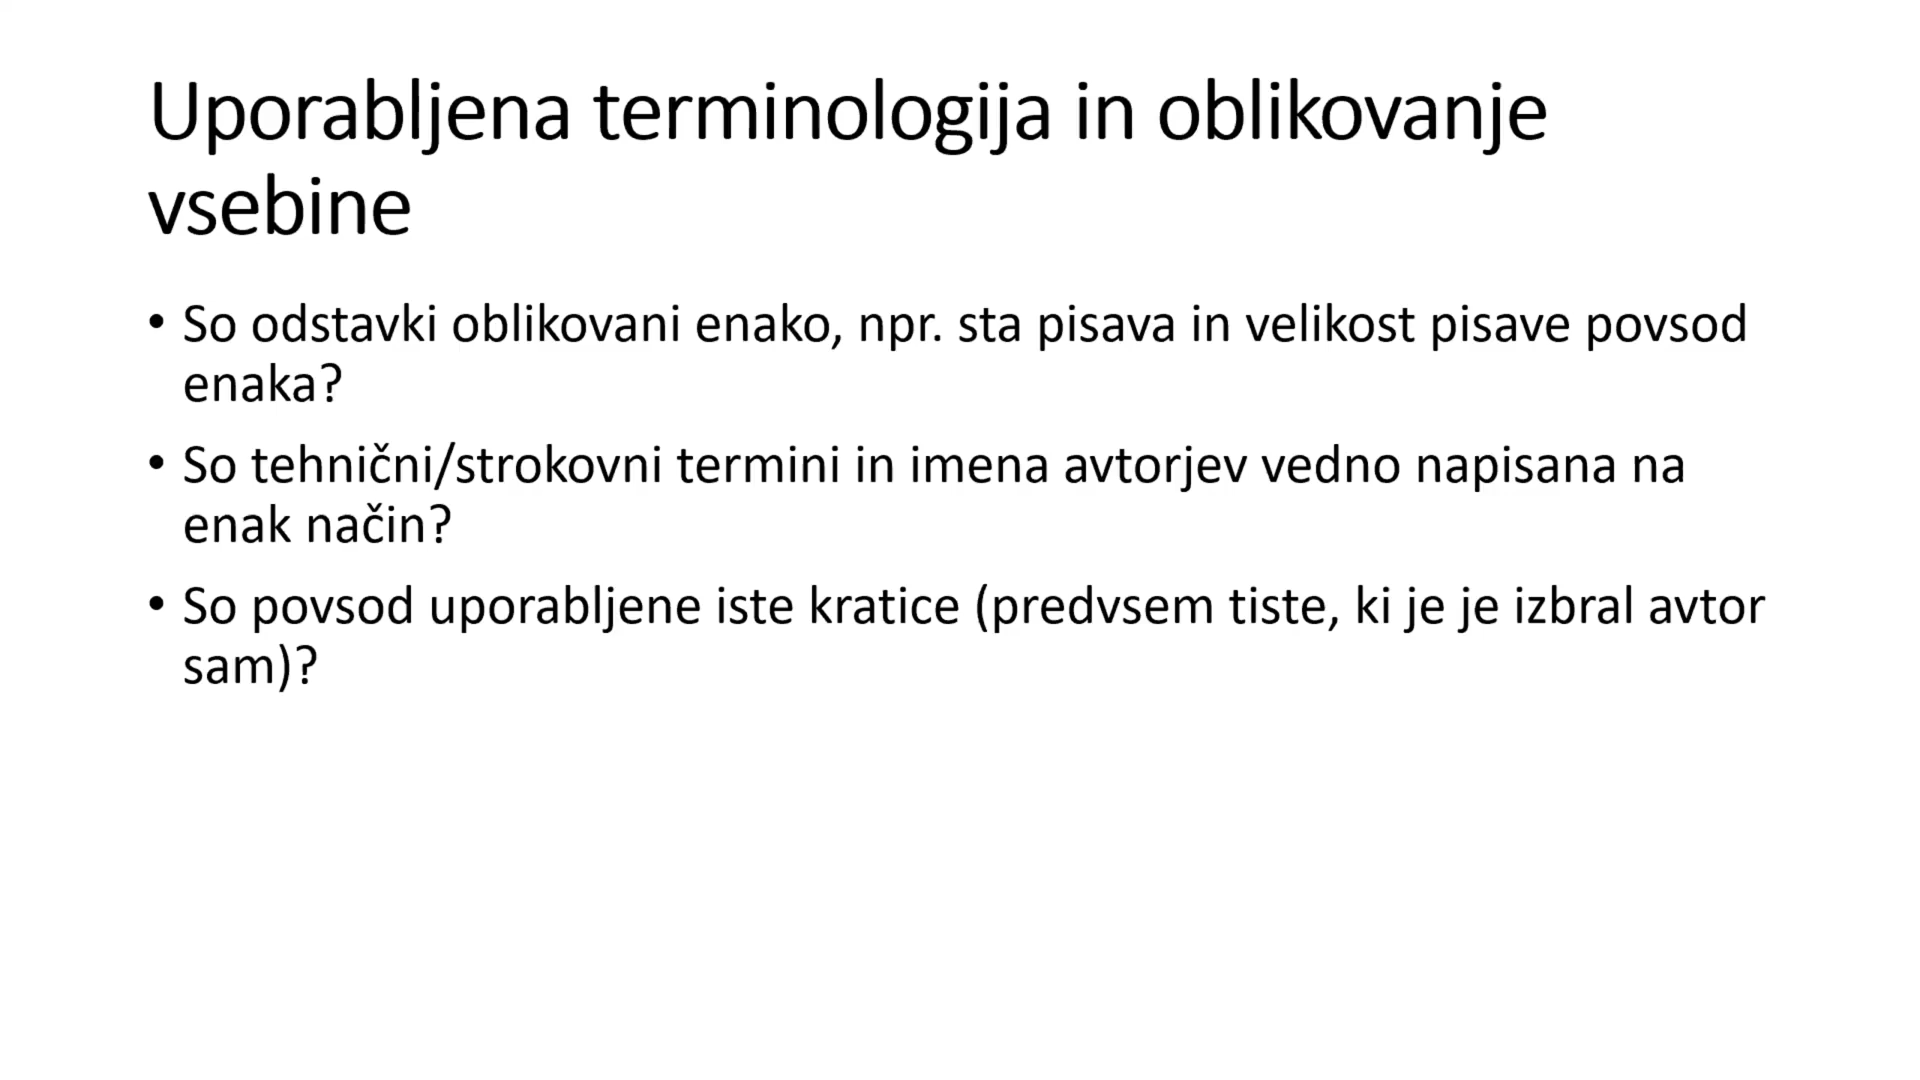 Uporabljena terminologija in oblikovanje
vsebine
• So odstavki oblikovani enako, npr. sta pisava in velikost pisave povsod
enaka?
• So tehnični/strokovni termini in imena avtorjev vedno napisana na
enak način?
• So povsod uporabljene iste kratice (predvsem tiste, ki je je izbral avtor
sam)?